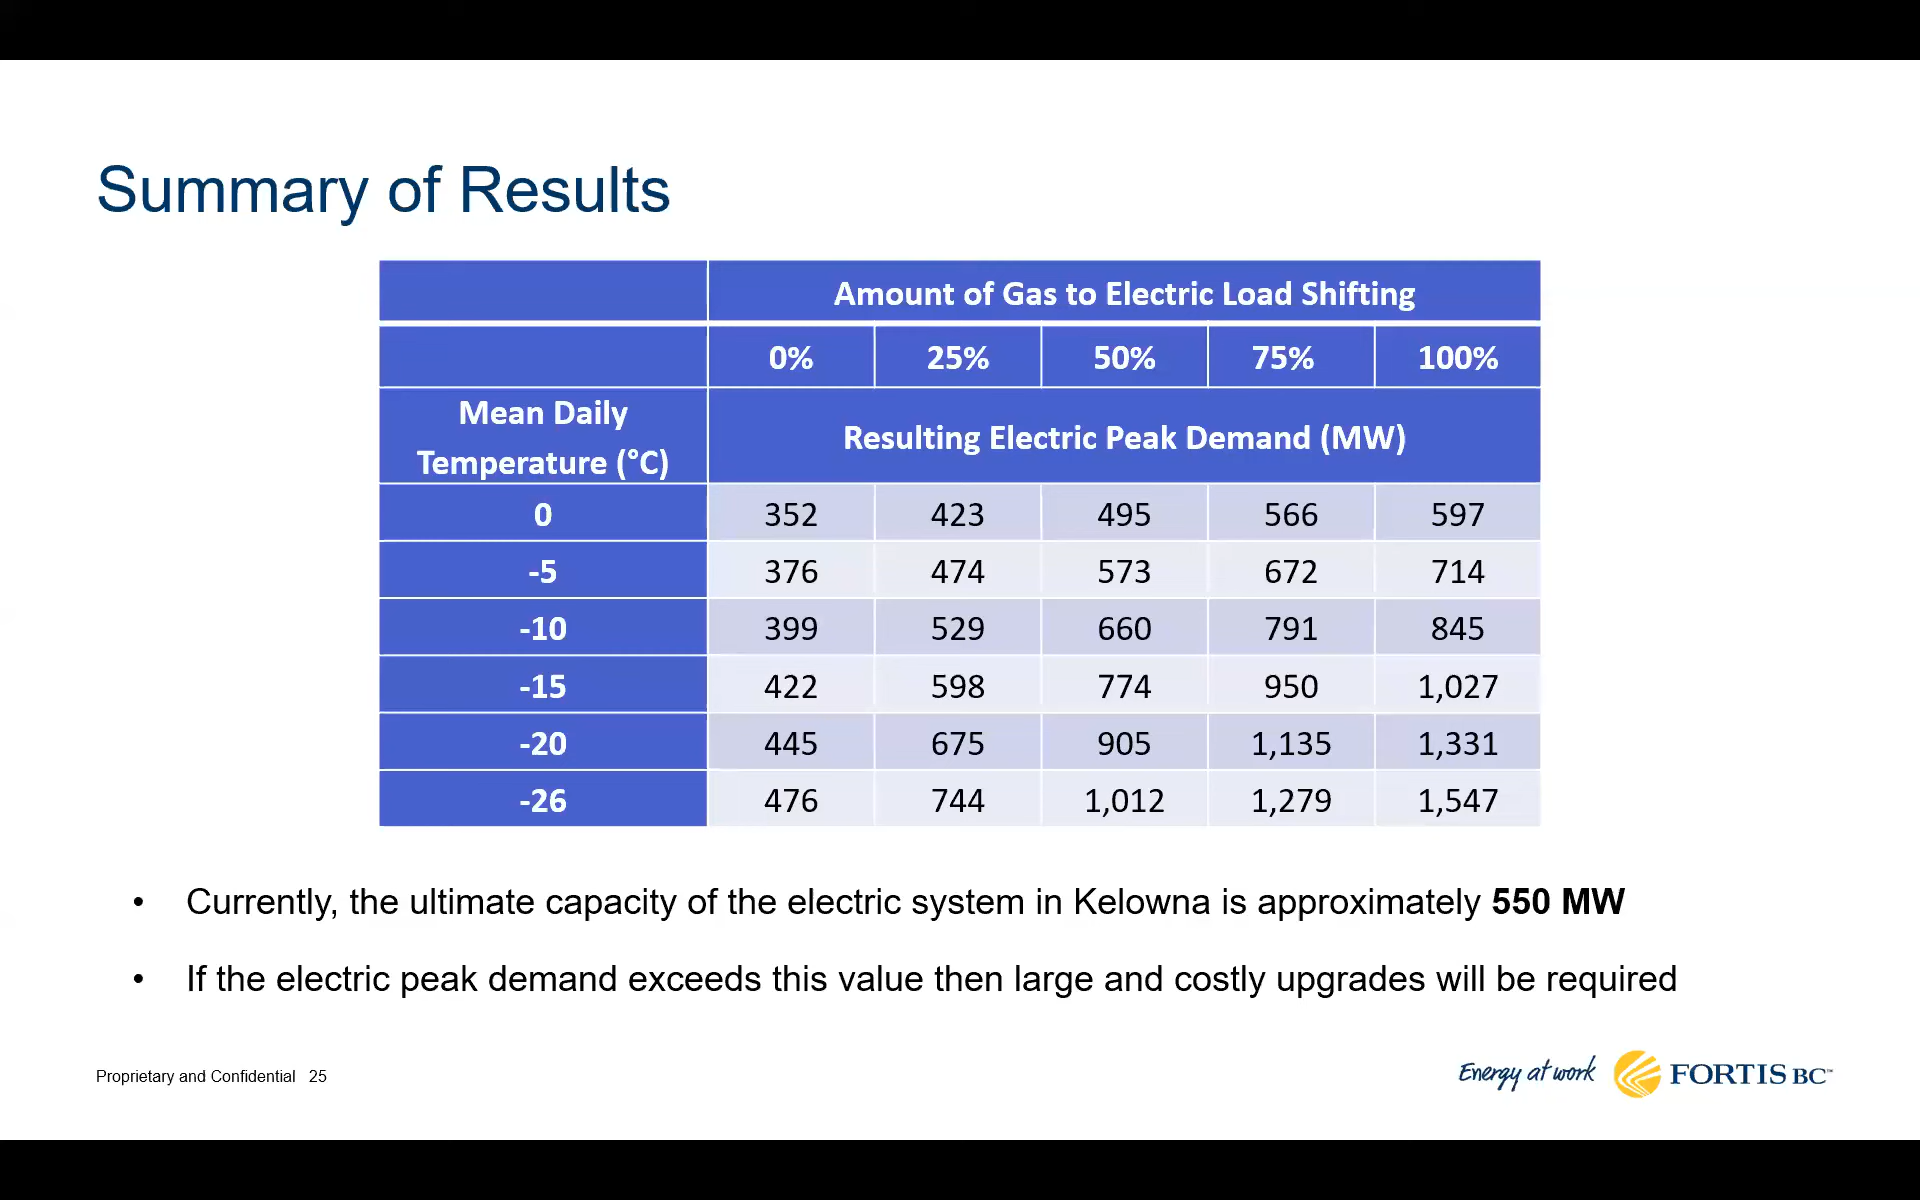 Summary of Results
Amount of Gas to Electric Load Shifting
0% 25% 50% 75% 100%
Mean Daily
Temperature (°C)
Resulting Electric Peak Demand (MW)
0 352 423 495 566 597
-5 376 474 573 672 714
-10 399 529 660 791 845
-15 422 598 774 950 1,027
-20 445 675 905 1,135 1,331
-26 476 744 1,012 1,279 1,547
• Currently, the ultimate capacity of the electric system in Kelowna is approximately 550 MW
• If the electric peak demand exceeds this value then large and costly upgrades will be required
Proprietary and Confidential 25
Energy at work FORTIS BC™